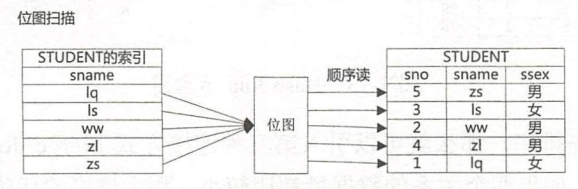 位图扫描
STUDENT的索引
sname
lq
ls
ww
zl
zs
位图
顺序读
STUDENT
sno sname ssex
5 zs 男
3 ls 女
2 ww 男
4 zl 男
1 lq 女